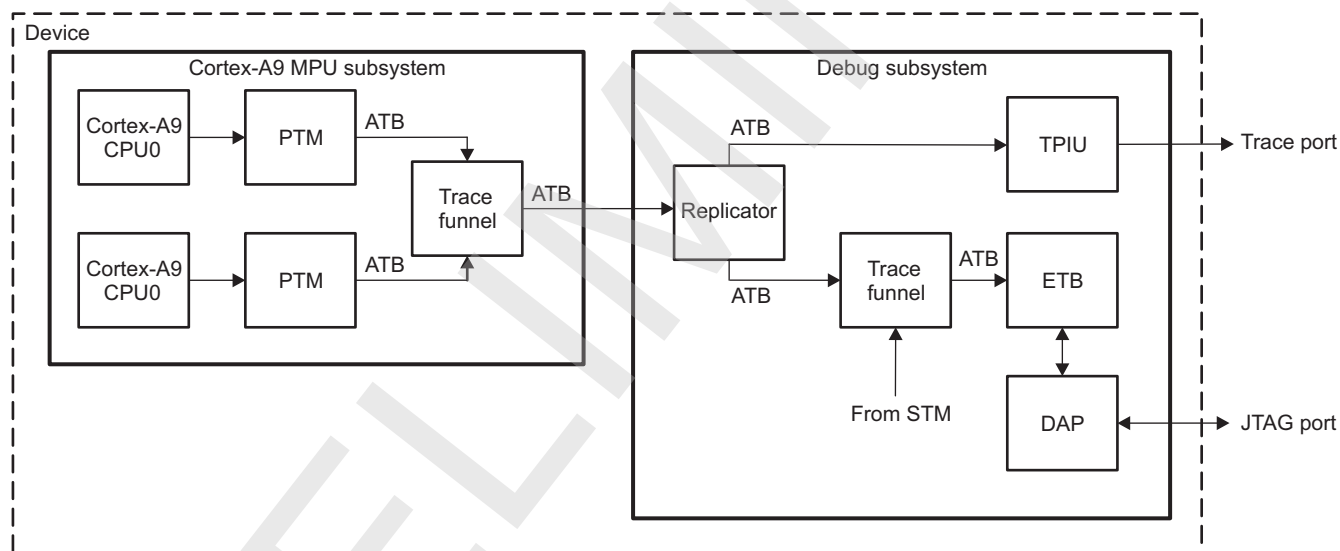 Device
Cortex-A9 MPU subsystem
Debug subsystem
Cortex-A9
CPU0
PTM
ATB
Trace
funnel
ATB
Cortex-A9
CPU0
PTM
ATB
Replicator
ATB
TPIU
Trace port
ATB
Trace
funnel
ATB
ETB
From STM
DAP
JTAG port